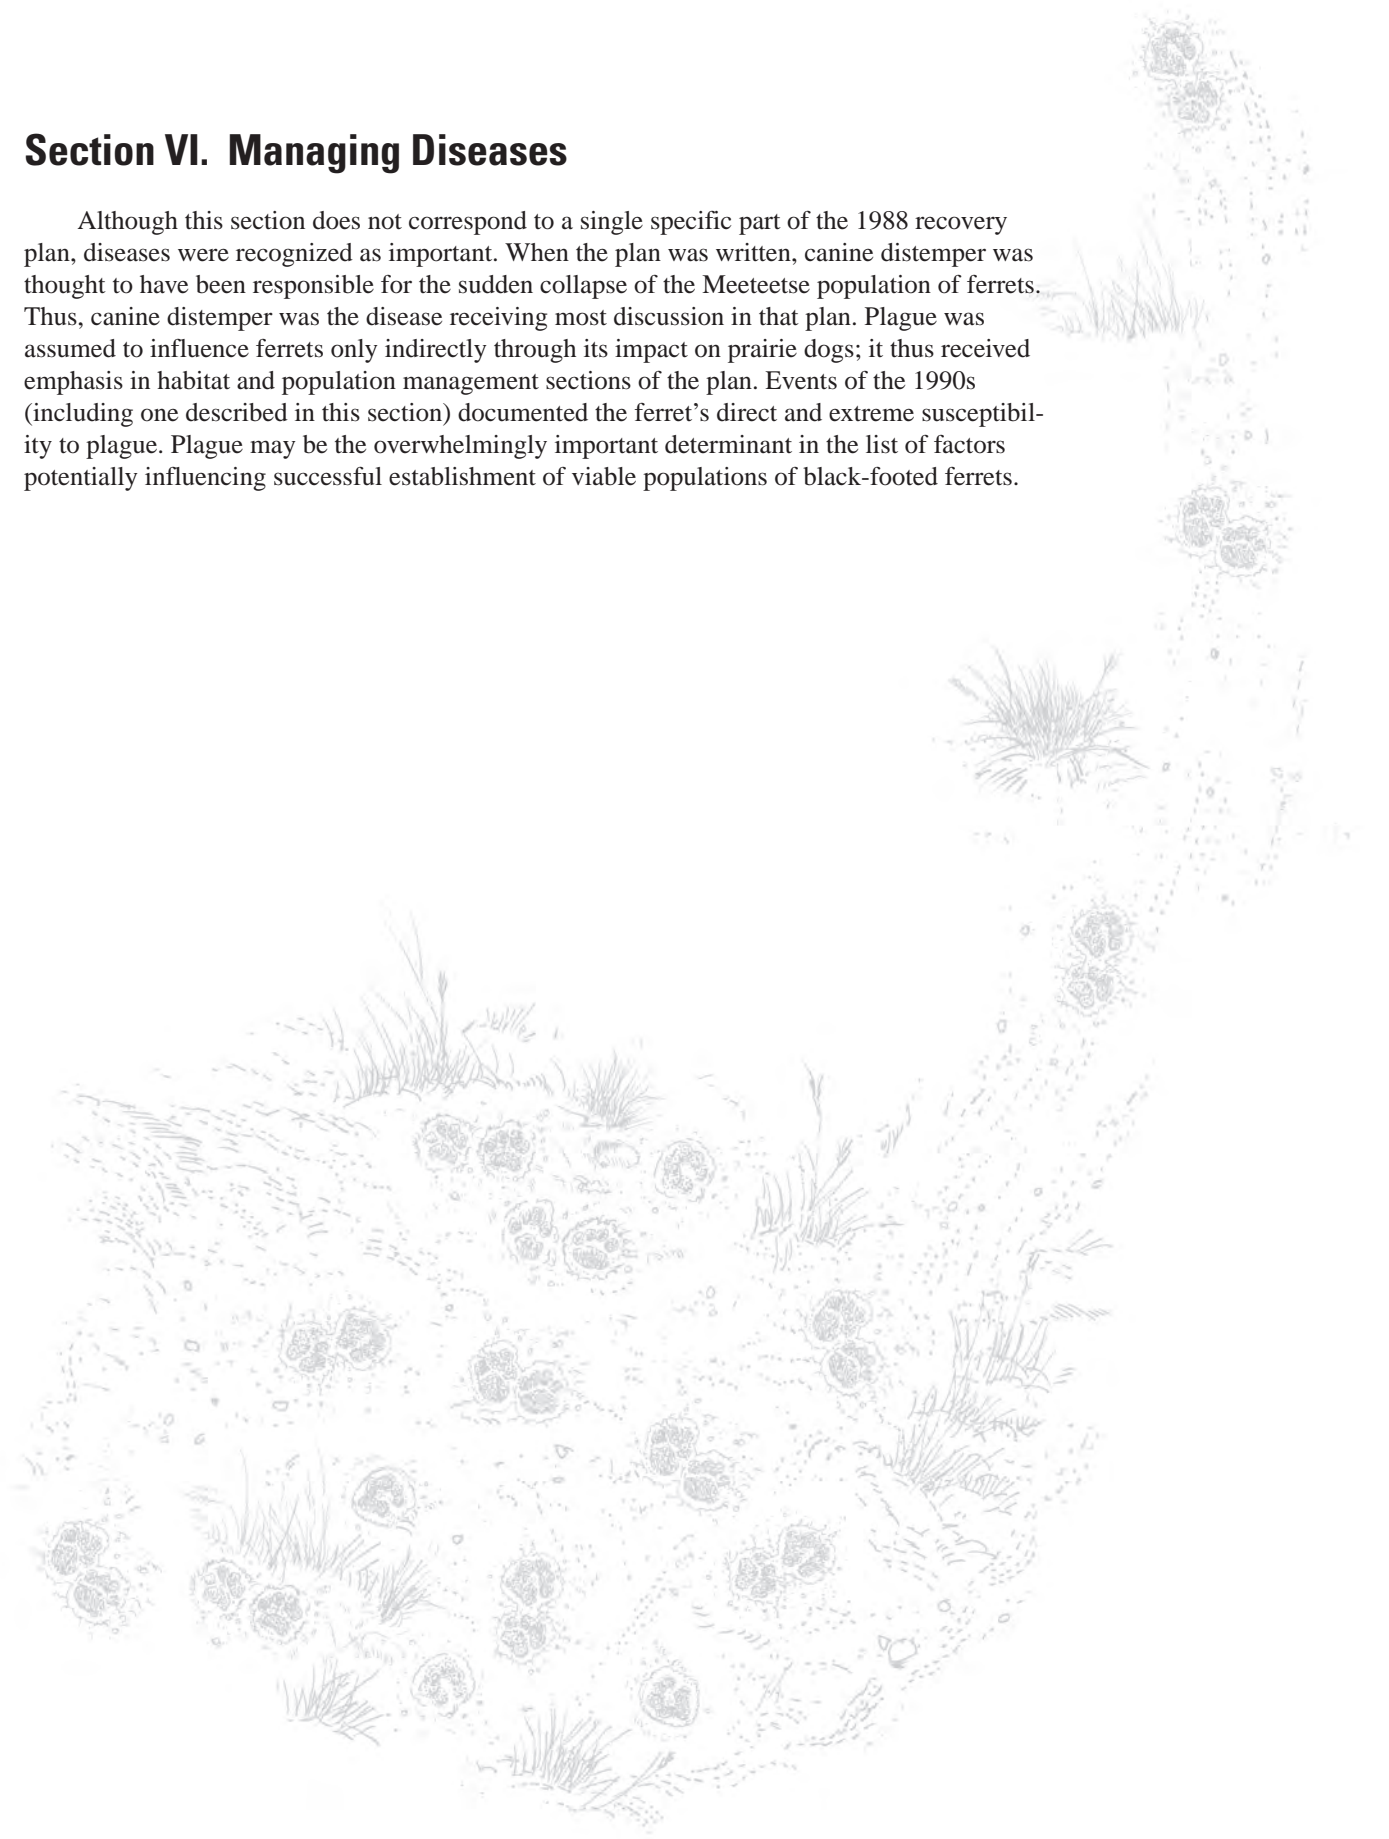 Section VI. Managing Diseases
Although this section does not correspond to a single specific part of the 1988 recovery
plan, diseases were recognized as important. When the plan was written, canine distemper was
thought to have been responsible for the sudden collapse of the Meeteetse population of ferrets.
Thus, canine distemper was the disease receiving most discussion in that plan. Plague was
assumed to influence ferrets only indirectly through its impact on prairie dogs; it thus received
emphasis in habitat and population management sections of the plan. Events of the 1990s
(including one described in this section) documented the ferret's direct and extreme susceptibil-
ity to plague. Plague may be the overwhelmingly important determinant in the list of factors
potentially influencing successful establishment of viable populations of black-footed ferrets.